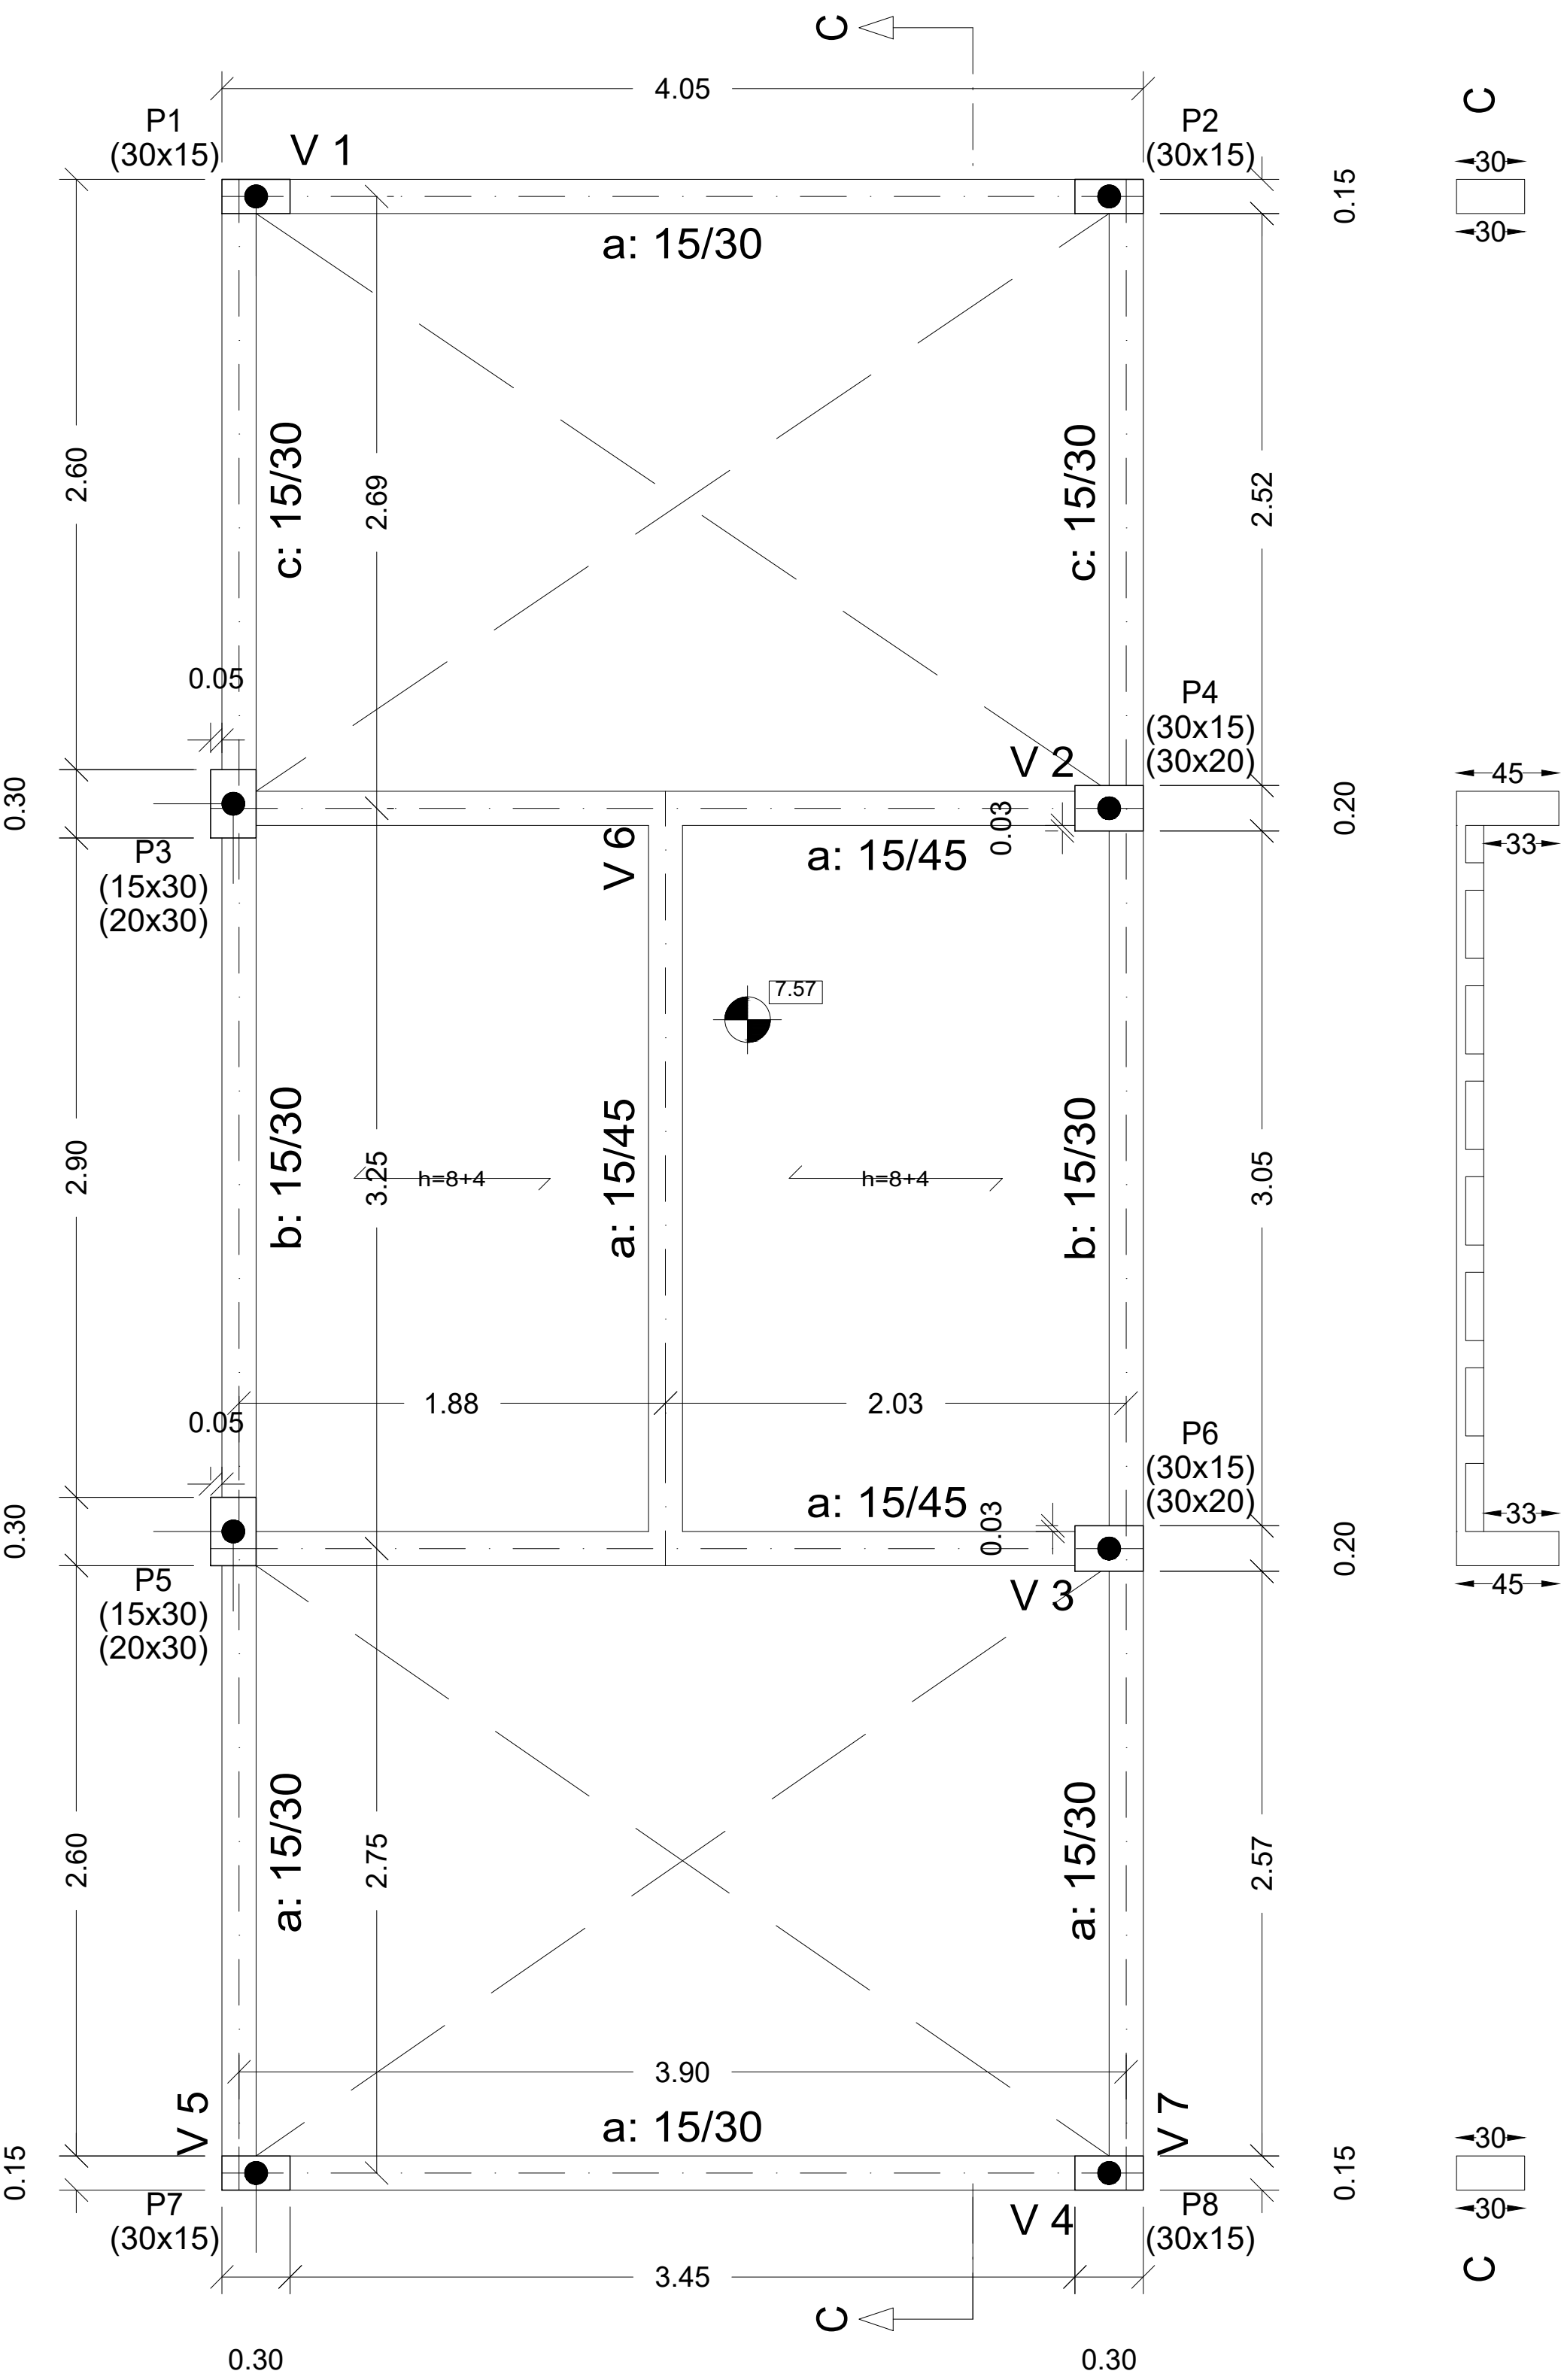 C
4.05
C
P1
(30x15)
V 1
P2
(30x15)
30
0.15
30
a: 15/30
2.60
c: 15/30
2.69
c: 15/30
2.52
0.05
P4
(30x15)
(30x20)
V 2
45
0.30
0.03
0.20
33
P3
(15x30)
(20x30)
V 6
a: 15/45
7.57
2.90
b: 15/30
3.25
h=8+4
a: 15/45
h=8+4
b: 15/30
3.05
1.88
2.03
0.05
P6
(30x15)
(30x20)
a: 15/45
0.03
33
0.30
0.20
P5
(15x30)
(20x30)
V 3
45
2.60
a: 15/30
2.75
a: 15/30
2.57
3.90
V 5
a: 15/30
V 7
30
0.15
0.15
P7
(30x15)
V 4
P8
(30x15)
30
C
3.45
C
0.30
0.30